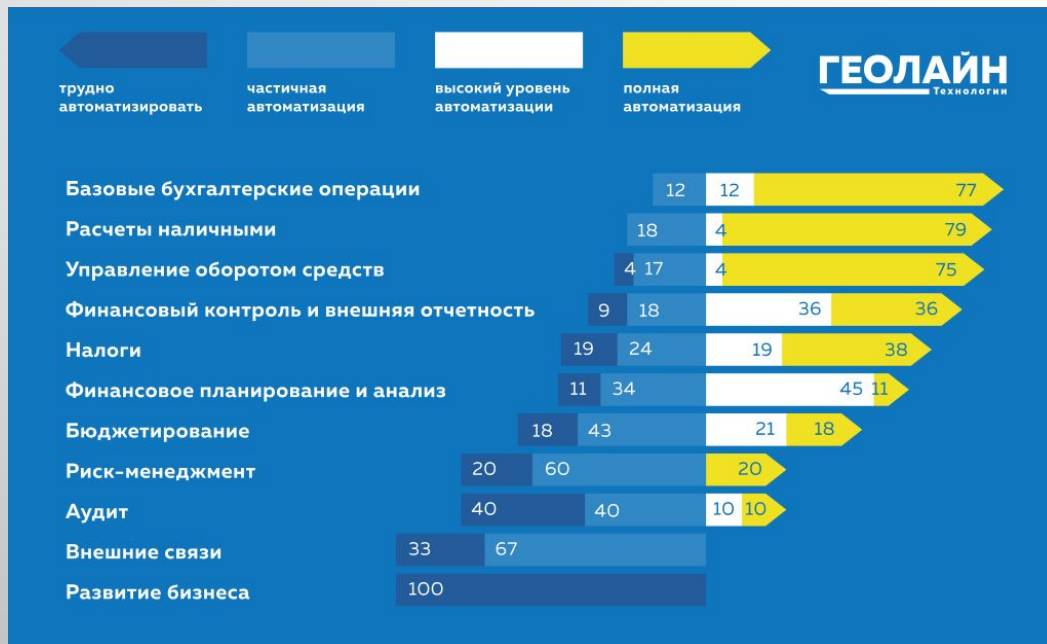 трудно
автоматизировать
частичная
автоматизация
высокий уровень
автоматизации
полная
автоматизация
ГЕОЛАЙН
Технологии
Базовые бухгалтерские операции 12 12 77
Расчеты наличными 18 4 79
Управление оборотом средств 4 17 4 75
Финансовый контроль и внешняя отчетность 9 18 36 36
Налоги 19 24 19 38
Финансовое планирование и анализ 11 34 45 11
Бюджетирование 18 43 21 18
Риск-менеджмент 20 60 20
Аудит 40 40 10 10
Внешние связи 33 67
Развитие бизнеса 100